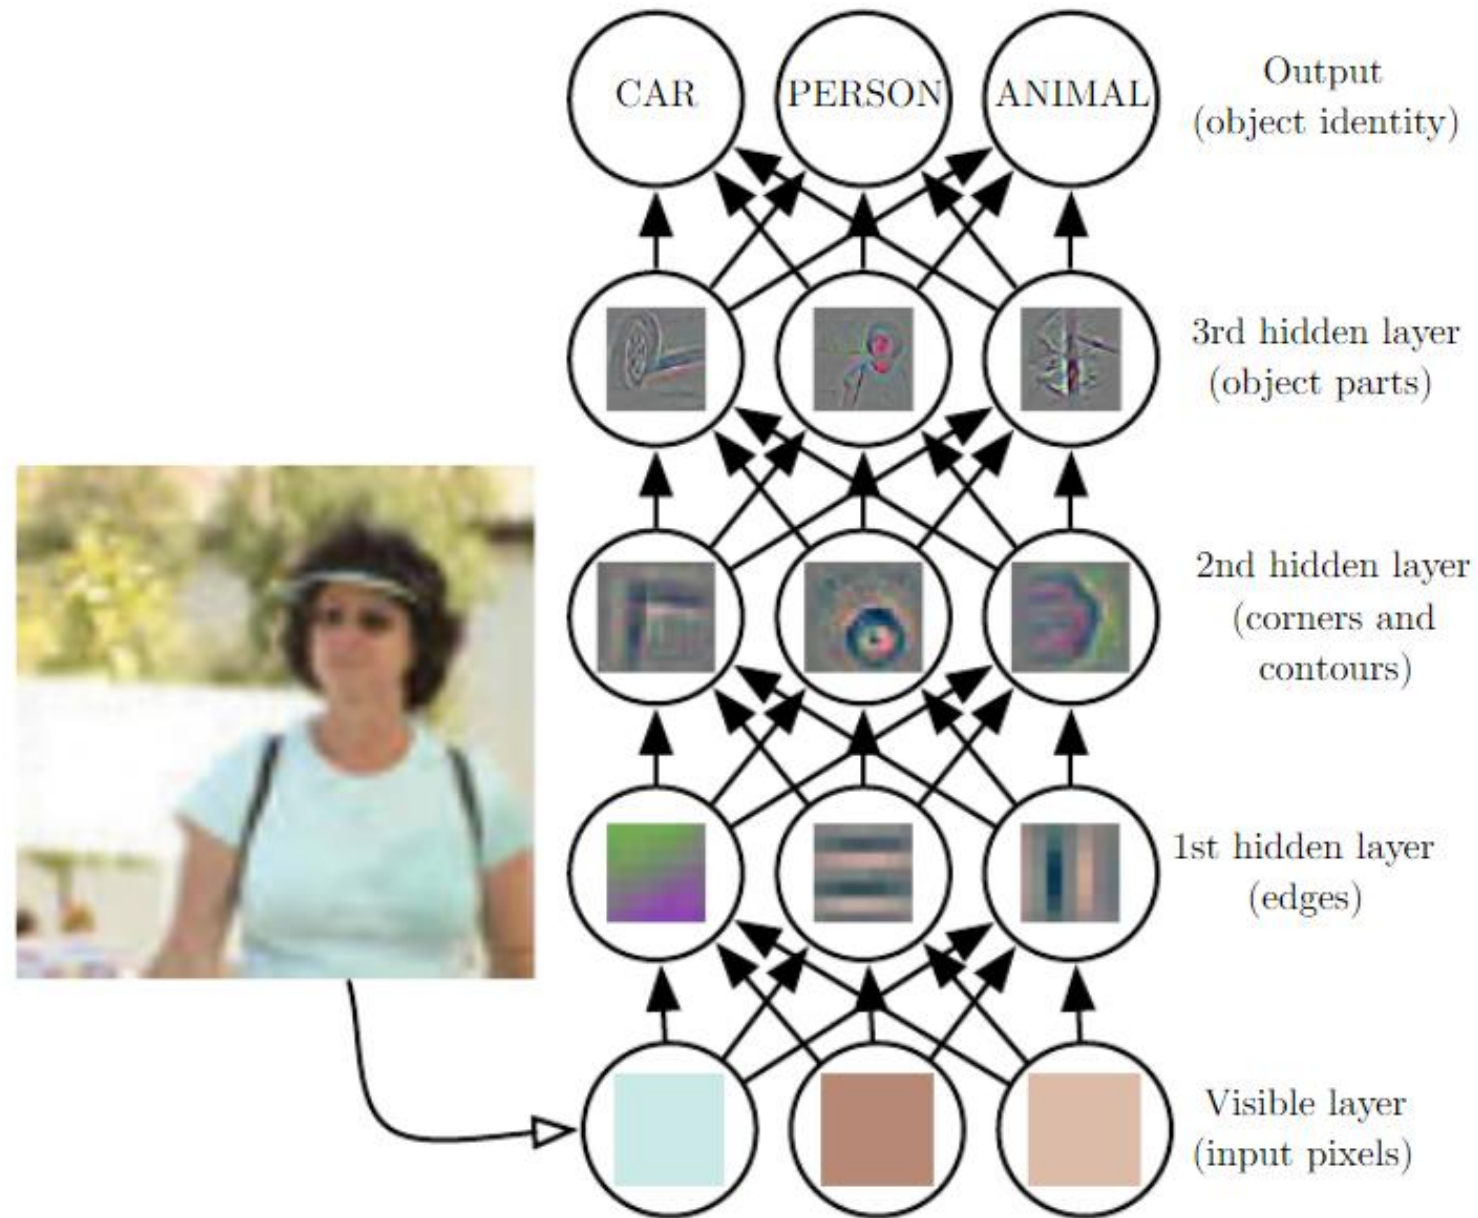 CAR PERSON ANIMAL
Output
(object identity)
3rd hidden layer
(object parts)
2nd hidden layer
(corners and
contours)
1st hidden layer
(edges)
Visible layer
(input pixels)